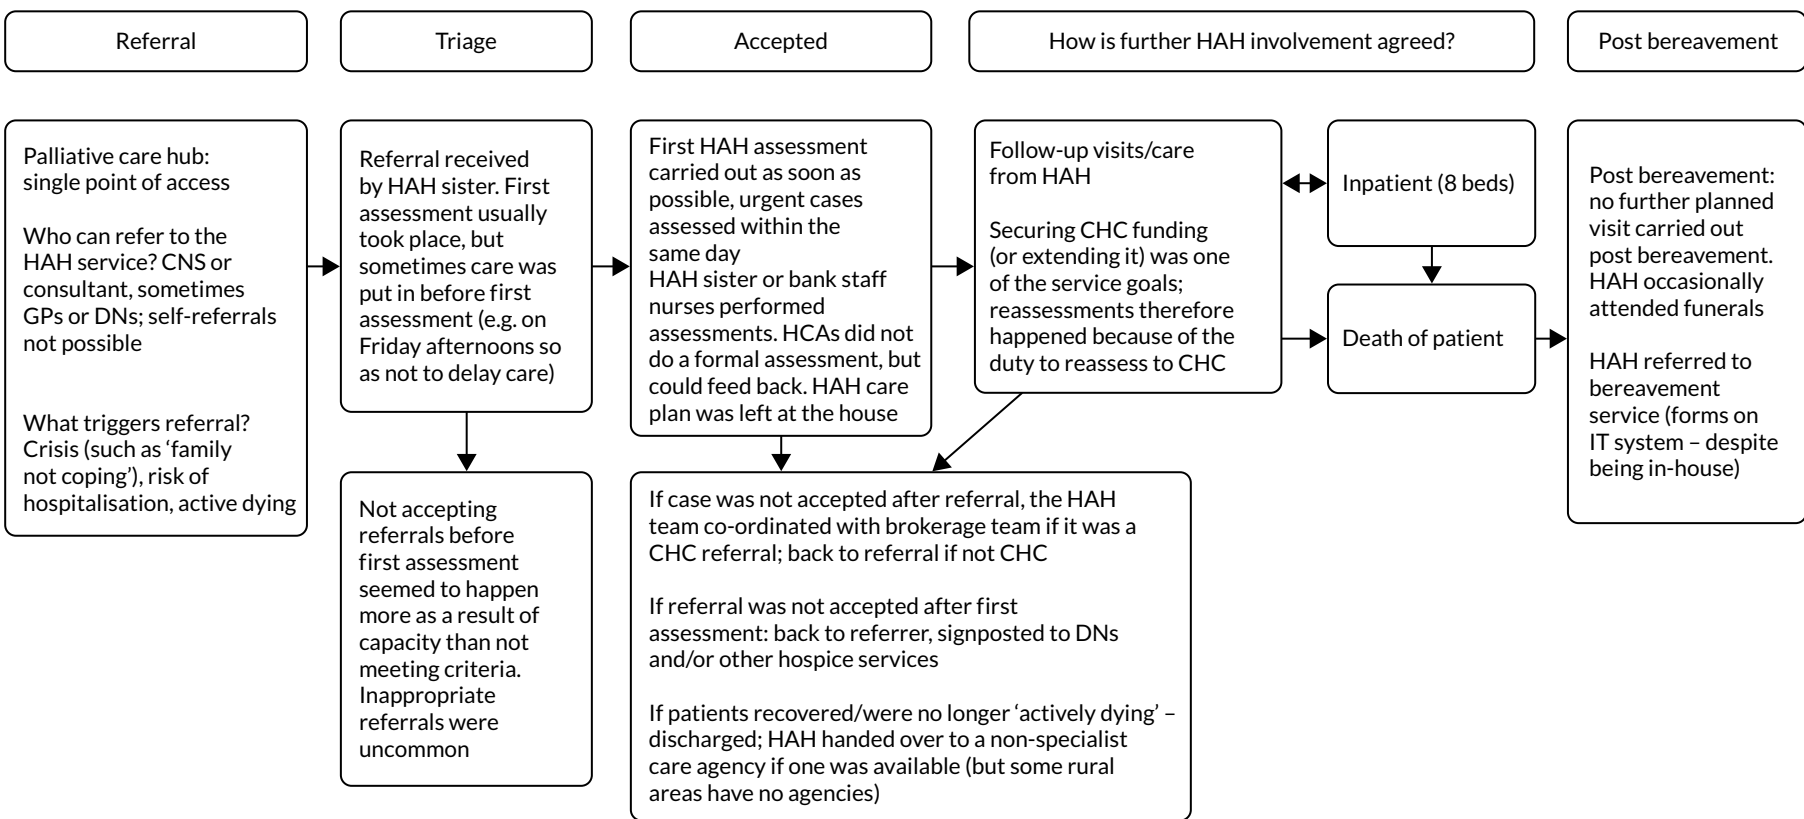 Referral
Triage
Accepted
How is further HAH involvement agreed?
Post bereavement
Palliative care hub:
single point of access
Who can refer to the
HAH service? CNS or
consultant, sometimes
GPs or DNs; self-referrals
not possible
What triggers referral?
Crisis (such as ‘family
not coping’), risk of
hospitalisation, active dying
Referral received
by HAH sister. First
assessment usually
took place, but
sometimes care was
put in before first
assessment (e.g. on
Friday afternoons so
as not to delay care)
Not accepting
referrals before
first assessment
seemed to happen
more as a result of
capacity than not
meeting criteria.
Inappropriate
referrals were
uncommon
First HAH assessment
carried out as soon as
possible, urgent cases
assessed within the
same day
HAH sister or bank staff
nurses performed
assessments. HCAs did not
do a formal assessment, but
could feed back. HAH care
plan was left at the house
If case was not accepted after referral, the HAH
team co-ordinated with brokerage team if it was a
CHC referral; back to referral if not CHC
If referral was not accepted after first
assessment: back to referrer, signposted to DNs
and/or other hospice services
If patients recovered/were no longer ‘actively dying’ –
discharged; HAH handed over to a non-specialist
care agency if one was available (but some rural
areas have no agencies)
Follow-up visits/care
from HAH
Securing CHC funding
(or extending it) was one
of the service goals;
reassessments therefore
happened because of the
duty to reassess to CHC
Inpatient (8 beds)
Death of patient
Post bereavement:
no further planned
visit carried out
post bereavement.
HAH occasionally
attended funerals
HAH referred to
bereavement
service (forms on
IT system – despite
being in-house)